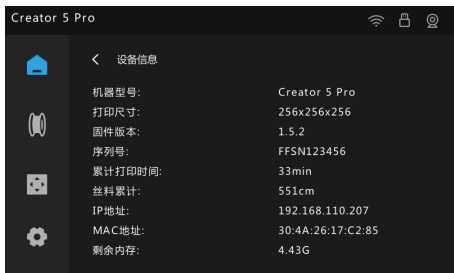 Creator 5 Pro
设备信息
机器型号: Creator 5 Pro
打印尺寸: 256x256x256
固件版本: 1.5.2
序列号: FFSN123456
累计打印时间: 33min
丝料累计: 551cm
IP地址: 192.168.110.207
MAC地址: 30:4A:26:17:C2:85
剩余内存: 4.43G